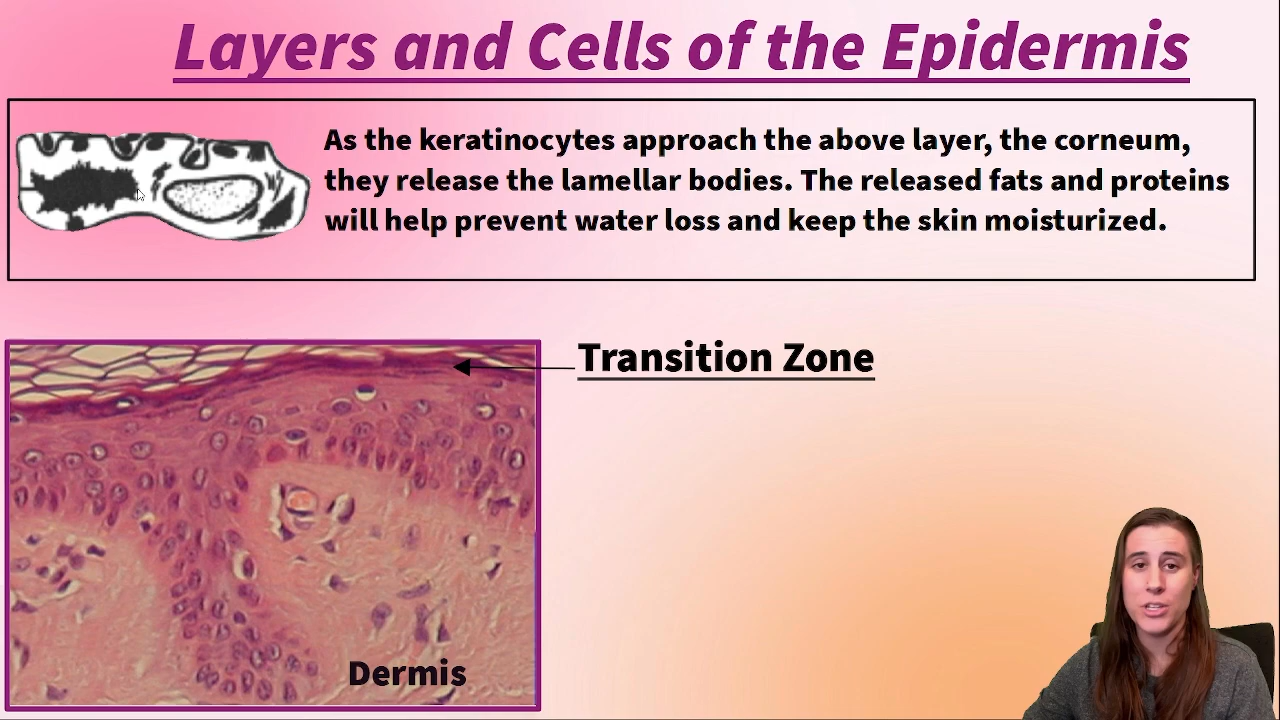 Layers and Cells of the Epidermis
As the keratinocytes approach the above layer, the corneum,
they release the lamellar bodies. The released fats and proteins
will help prevent water loss and keep the skin moisturized.
Transition Zone
Dermis